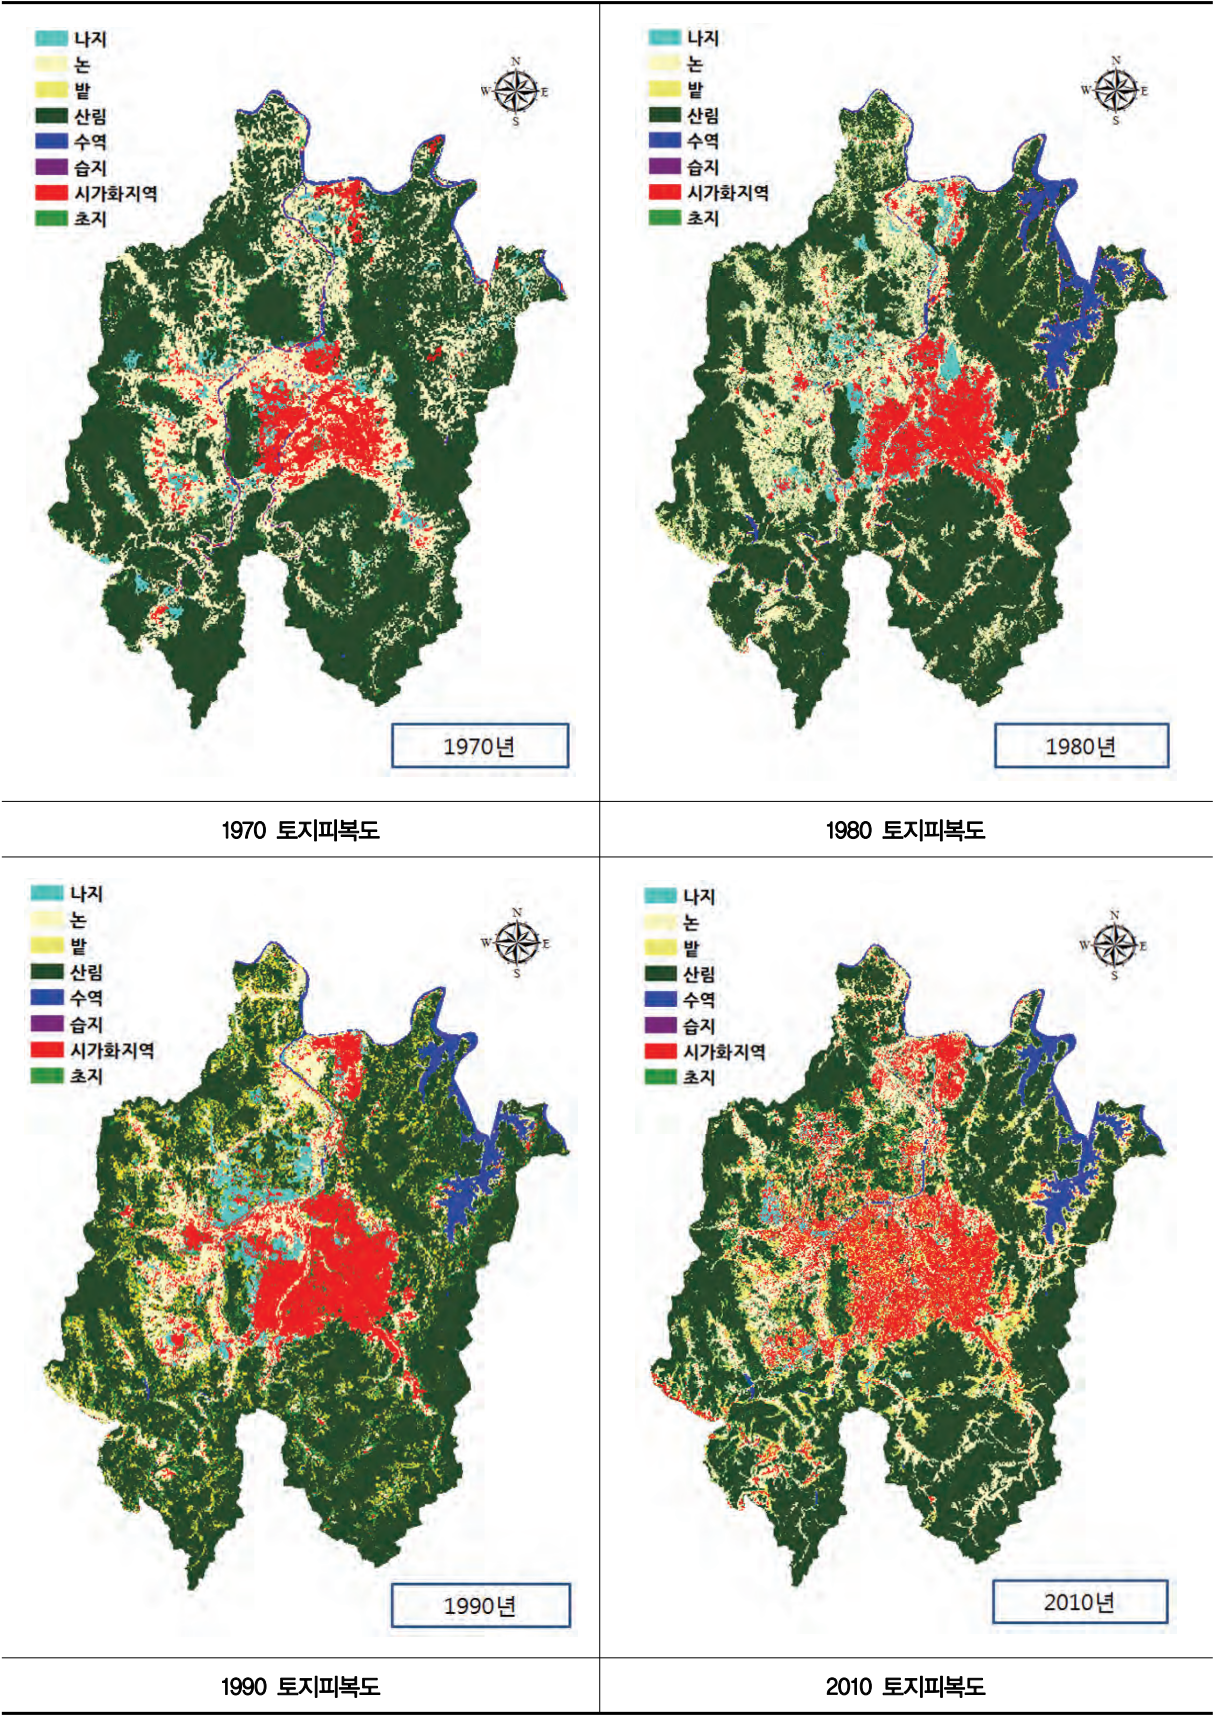 나지
논
밭
산림
수역
습지
시가화지역
초지
N
W E
S
1970년
나지
논
밭
산림
수역
습지
시가화지역
초지
N
W E
S
1980년
1970 토지피복도
1980 토지피복도
나지
논
밭
산림
수역
습지
시가화지역
초지
N
W E
S
1990년
나지
논
밭
산림
수역
습지
시가화지역
초지
N
W E
S
2010년
1990 토지피복도
2010 토지피복도